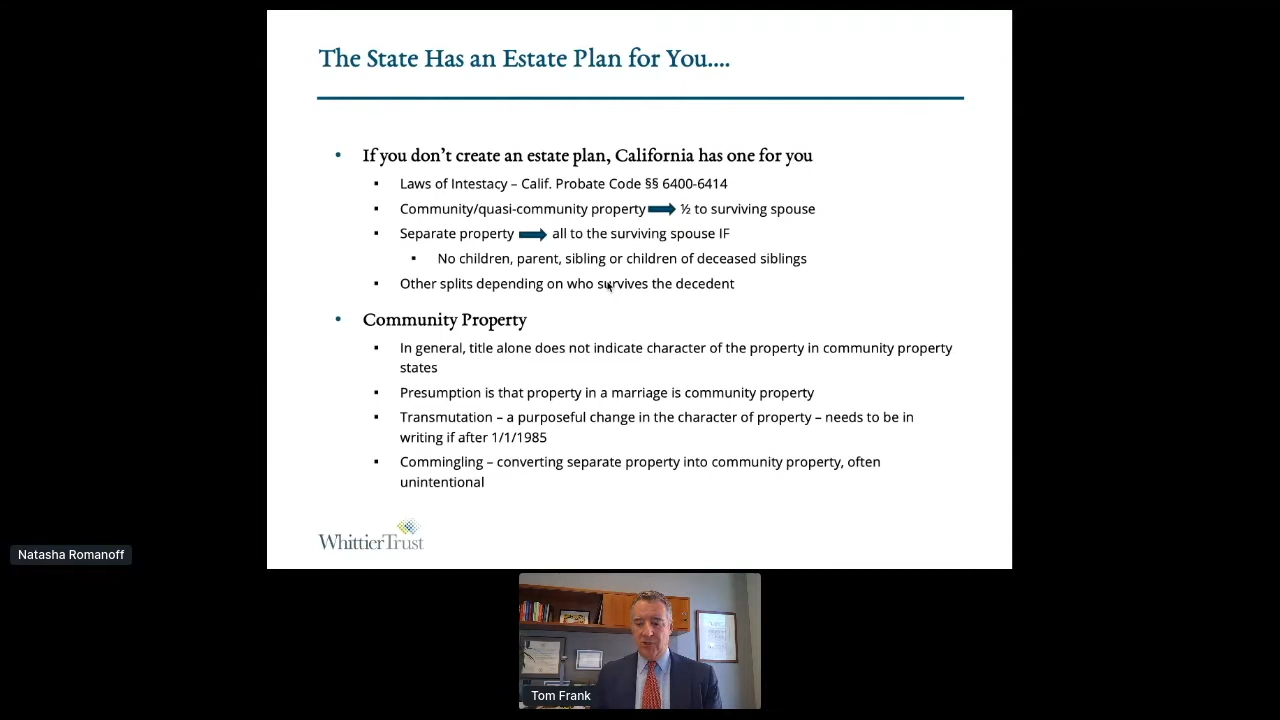 The State Has an Estate Plan for You....
• If you don't create an estate plan, California has one for you
▪ Laws of Intestacy – Calif. Probate Code §§ 6400-6414
▪ Community/quasi-community property ➡ ½ to surviving spouse
▪ Separate property ➡ all to the surviving spouse IF
▪ No children, parent, sibling or children of deceased siblings
▪ Other splits depending on who survives the decedent
• Community Property
▪ In general, title alone does not indicate character of the property in community property
states
▪ Presumption is that property in a marriage is community property
▪ Transmutation – a purposeful change in the character of property – needs to be in
writing if after 1/1/1985
▪ Commingling – converting separate property into community property, often
unintentional
WhittierTrust
Natasha Romanoff
Tom Frank